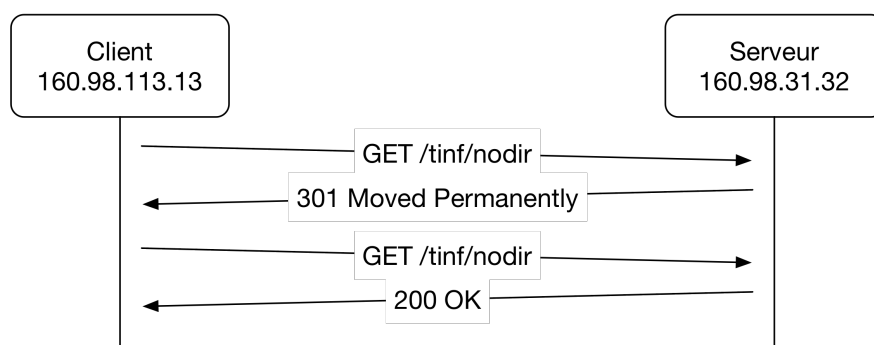 Client
160.98.113.13
Serveur
160.98.31.32
GET /tinf/nodir
301 Moved Permanently
GET /tinf/nodir
200 OK